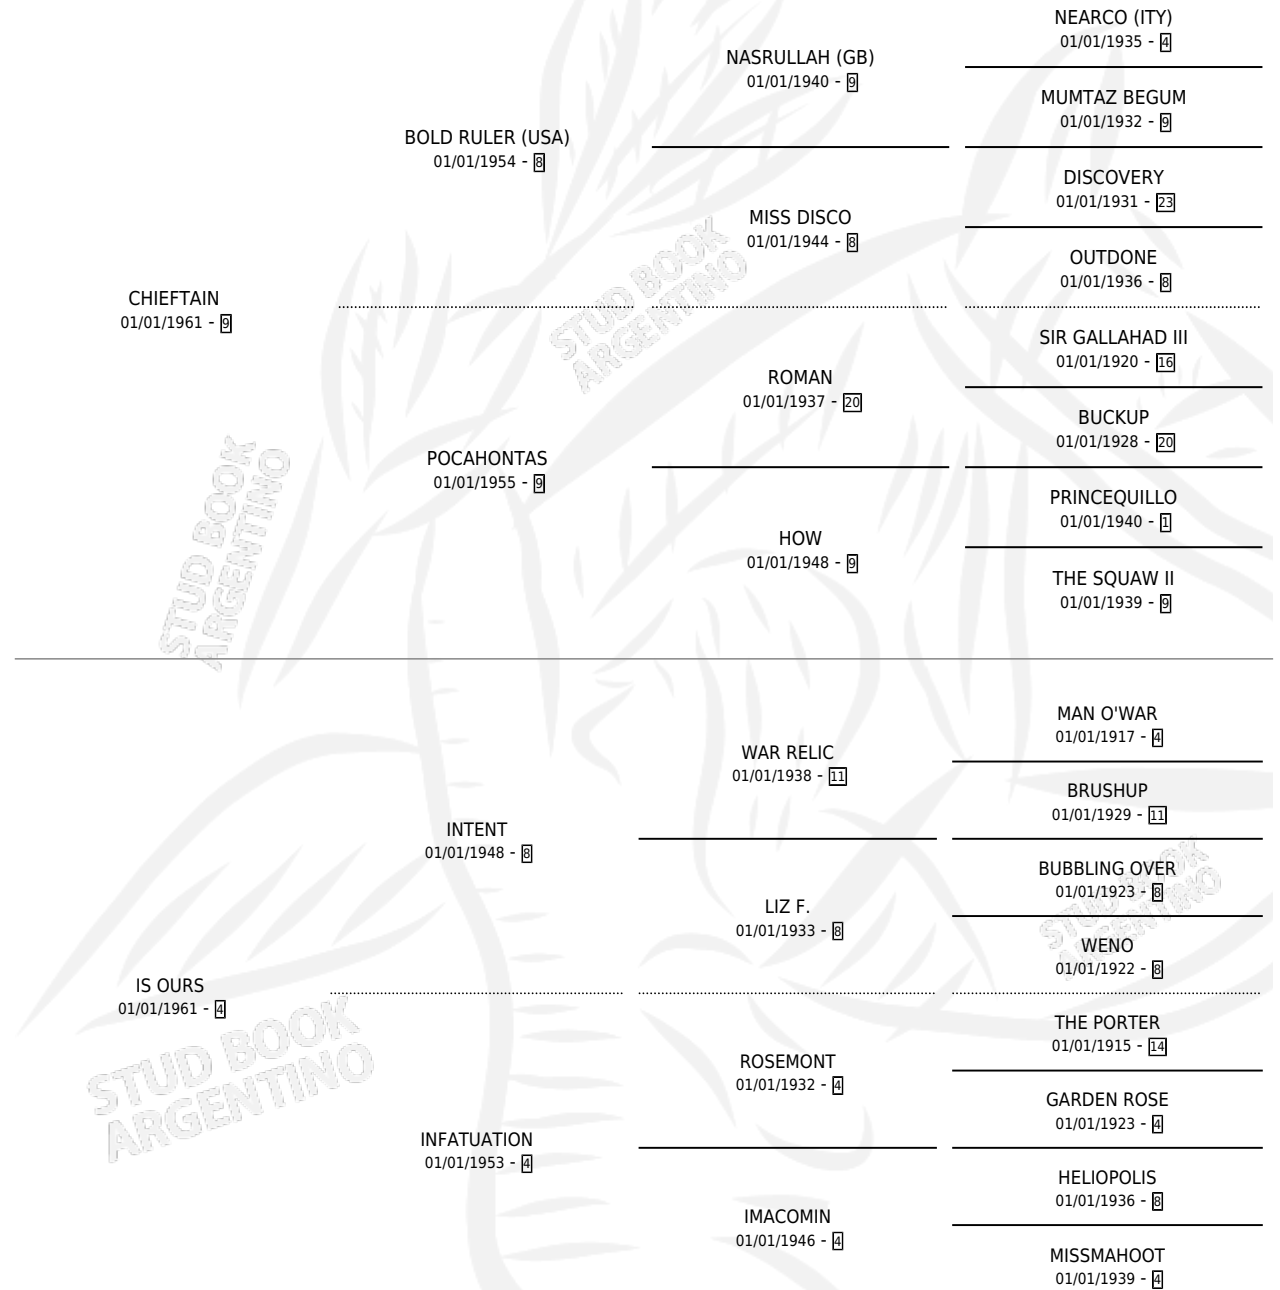 NEARCO (ITY)
01/01/1935 - 4
NASRULLAH (GB)
01/01/1940 - 9
MUMTAZ BEGUM
01/01/1932 - 9
BOLD RULER (USA)
01/01/1954 - 8
DISCOVERY
01/01/1931 - 23
MISS DISCO
01/01/1944 - 8
OUTDONE
01/01/1936 - 8
CHIEFTAIN
01/01/1961 - 9
STUD BOOK
ARGENTINO
SIR GALLAHAD III
01/01/1920 - 16
ROMAN
01/01/1937 - 20
BUCKUP
01/01/1928 - 20
POCAHONTAS
01/01/1955 - 9
PRINCEQUILLO
01/01/1940 - 1
HOW
01/01/1948 - 9
THE SQUAW II
01/01/1939 - 9
STUD BOOK
ARGENTINO
MAN O'WAR
01/01/1917 - 4
WAR RELIC
01/01/1938 - 11
BRUSHUP
01/01/1929 - 11
INTENT
01/01/1948 - 8
BUBBLING OVER
01/01/1923 - 8
LIZ F.
01/01/1933 - 8
WENO
01/01/1922 - 8
STUD BOOK
ARGENTINO
IS OURS
01/01/1961 - 4
STUD BOOK
ARGENTINO
THE PORTER
01/01/1915 - 14
ROSEMONT
01/01/1932 - 4
GARDEN ROSE
01/01/1923 - 4
INFATUATION
01/01/1953 - 4
HELIOPOLIS
01/01/1936 - 8
IMACOMIN
01/01/1946 - 4
MISSMAHOOT
01/01/1939 - 4